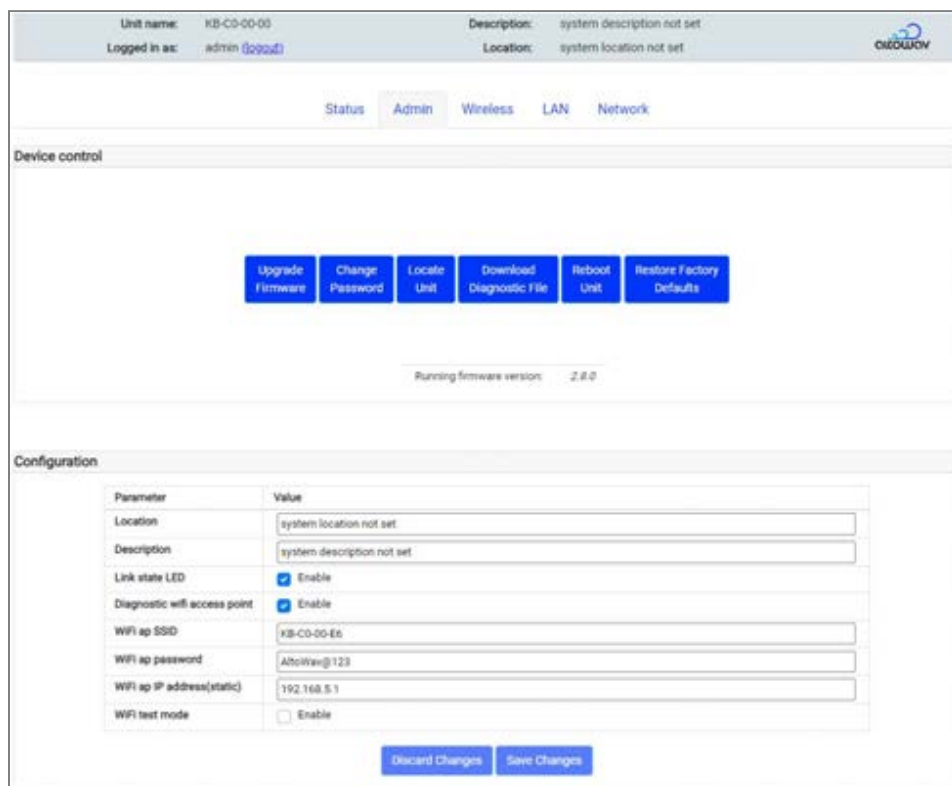 Unit name: KB-C0-00-00 Description: system description not set
Logged in as: admin (logout) Location: system location not set
altowav
Status Admin Wireless LAN Network
Device control
Upgrade Firmware
Change Password
Locate Unit
Download Diagnostic File
Reboot Unit
Restore Factory Defaults
Running firmware version: 2.8.0
Configuration
Parameter Value
Location system location not set
Description system description not set
Link state LED Enable
Diagnostic wifi access point Enable
WiFi ap SSID KB-C0-00-E6
WiFi ap password AltoWav@123
WiFi ap IP address(static) 192.168.5.1
WiFi test mode Enable
Discard Changes Save Changes